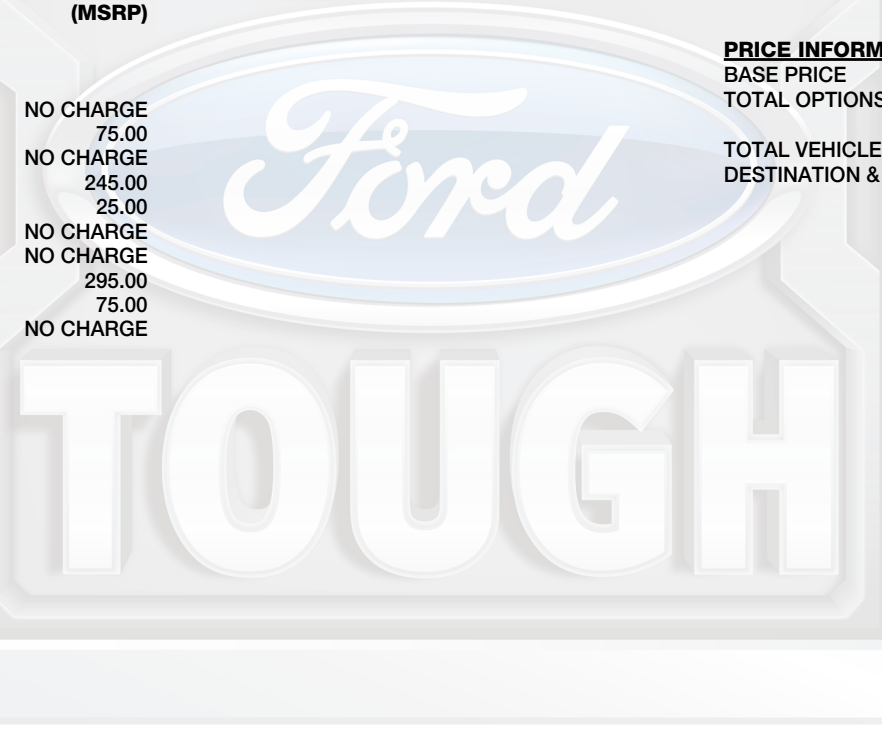 (MSRP)
NO CHARGE
75.00
NO CHARGE
245.00
25.00
NO CHARGE
NO CHARGE
295.00
75.00
NO CHARGE
PRICE INFORM
BASE PRICE
TOTAL OPTIONS
TOTAL VEHICLE
DESTINATION &
Ford
TOUGH